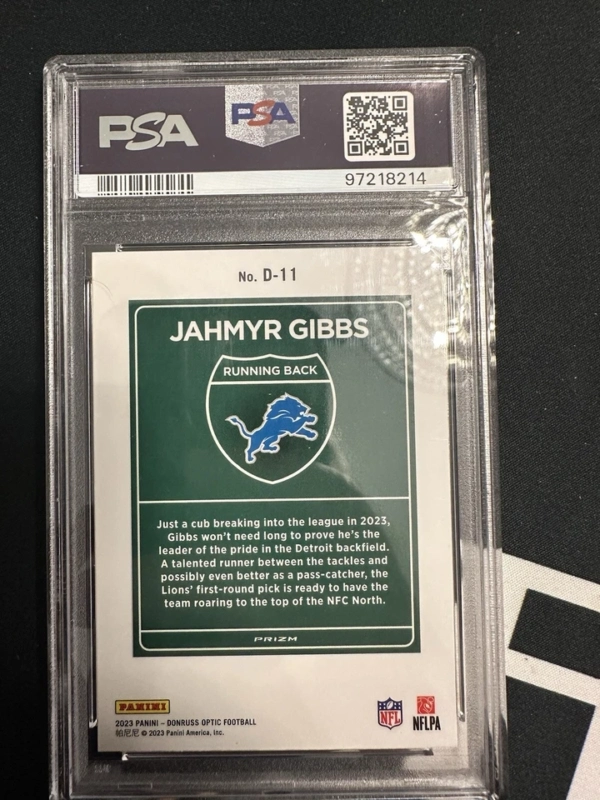 PSA PSA
97218214
No. D-11
JAHMYR GIBBS
RUNNING BACK
Just a cub breaking into the league in 2023,
Gibbs won't need long to prove he's the
leader of the pride in the Detroit backfield.
A talented runner between the tackles and
possibly even better as a pass-catcher, the
Lions' first-round pick is ready to have the
team roaring to the top of the NFC North.
PRIZM
PANINI
2023 PANINI – DONRUSS OPTIC FOOTBALL
帕尼尼 © 2023 Panini America, Inc.
NFL
NFLPA